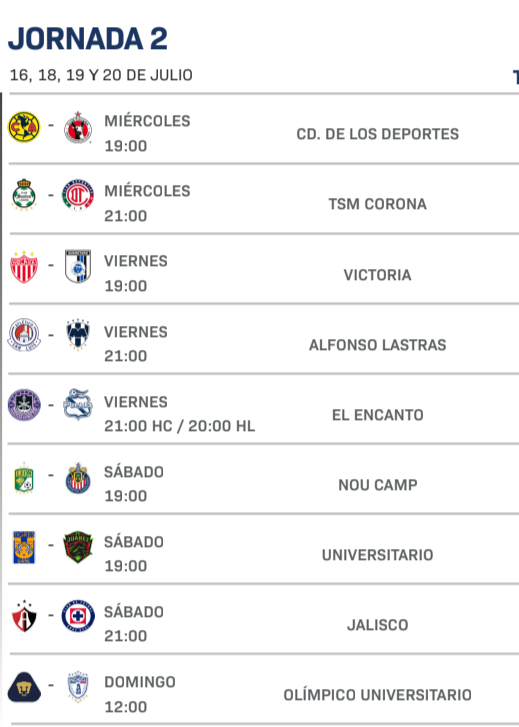 JORNADA 2
16, 18, 19 Y 20 DE JULIO
- MIÉRCOLES
19:00
CD. DE LOS DEPORTES
- MIÉRCOLES
21:00
TSM CORONA
- VIERNES
19:00
VICTORIA
- VIERNES
21:00
ALFONSO LASTRAS
- VIERNES
21:00 HC / 20:00 HL
EL ENCANTO
- SÁBADO
19:00
NOU CAMP
- SÁBADO
19:00
UNIVERSITARIO
- SÁBADO
21:00
JALISCO
- DOMINGO
12:00
OLÍMPICO UNIVERSITARIO